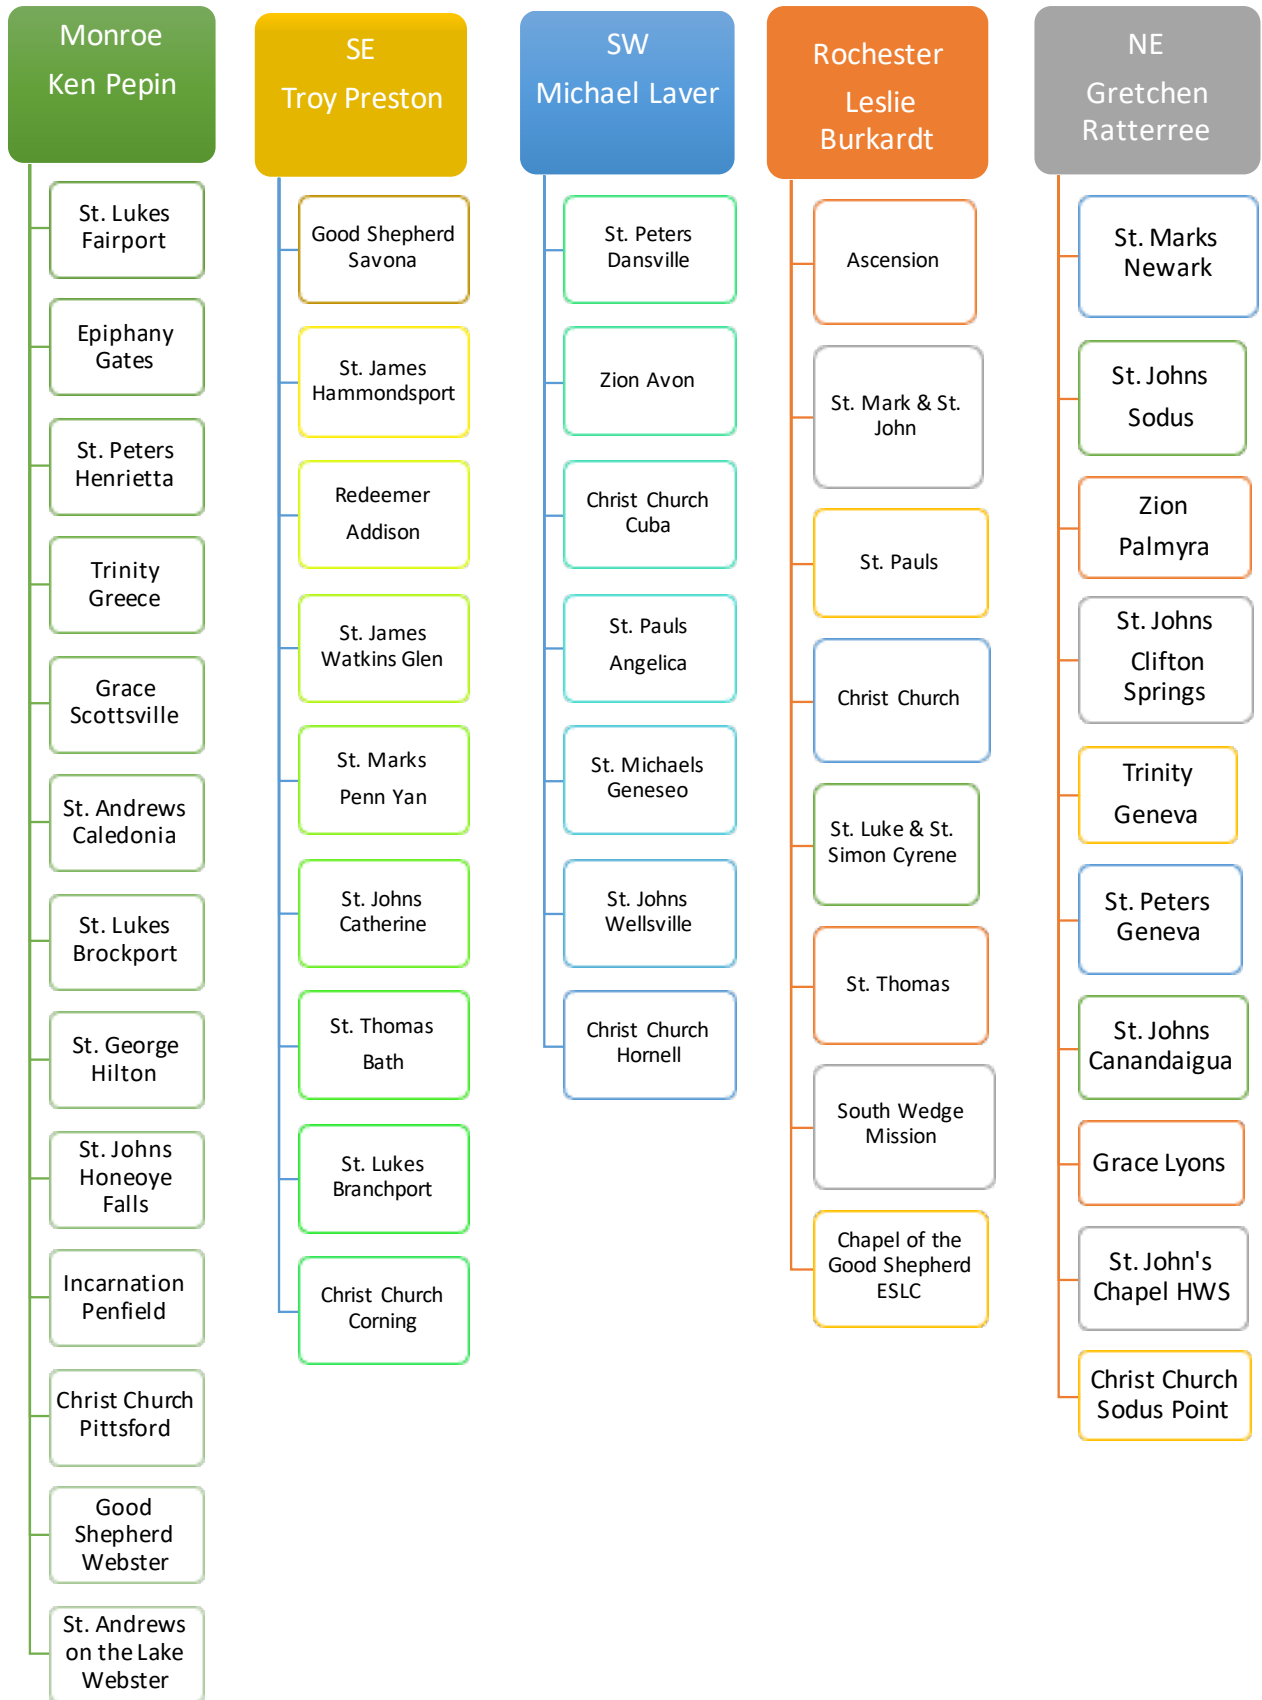 Monroe
Ken Pepin
St. Lukes
Fairport
Epiphany
Gates
St. Peters
Henrietta
Trinity
Greece
Grace
Scottsville
St. Andrews
Caledonia
St. Lukes
Brockport
St. George
Hilton
St. Johns
Honeoye
Falls
Incarnation
Penfield
Christ Church
Pittsford
Good
Shepherd
Webster
St. Andrews
on the Lake
Webster
SE
Troy Preston
Good Shepherd
Savona
St. James
Hammondsport
Redeemer
Addison
St. James
Watkins Glen
St. Marks
Penn Yan
St. Johns
Catherine
St. Thomas
Bath
St. Lukes
Branchport
Christ Church
Corning
SW
Michael Laver
St. Peters
Dansville
Zion Avon
Christ Church
Cuba
St. Pauls
Angelica
St. Michaels
Geneseo
St. Johns
Wellsville
Christ Church
Hornell
Rochester
Leslie
Burkardt
Ascension
St. Mark & St.
John
St. Pauls
Christ Church
St. Luke & St.
Simon Cyrene
St. Thomas
South Wedge
Mission
Chapel of the
Good Shepherd
ESLC
NE
Gretchen
Ratterree
St. Marks
Newark
St. Johns
Sodus
Zion
Palmyra
St. Johns
Clifton
Springs
Trinity
Geneva
St. Peters
Geneva
St. Johns
Canandaigua
Grace Lyons
St. John's
Chapel HWS
Christ Church
Sodus Point